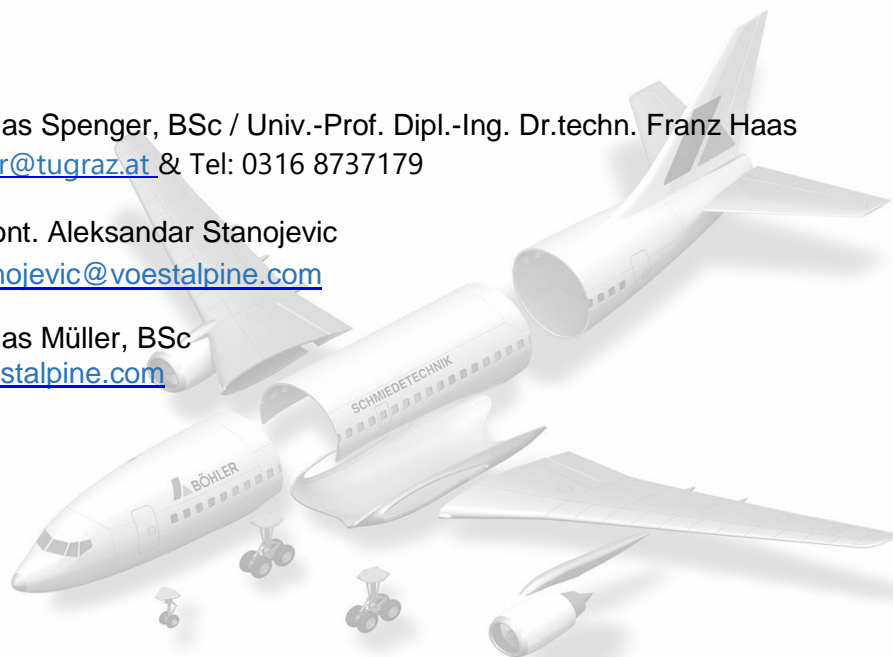 as Spenger, BSc / Univ.-Prof. Dipl.-Ing. Dr.techn. Franz Haas
r@tugraz.at & Tel: 0316 8737179
ont. Aleksandar Stanojevic
nojevic@voestalpine.com
as Müller, BSc
stalpine.com
SCHMIEDETECHNIK
BÖHLER